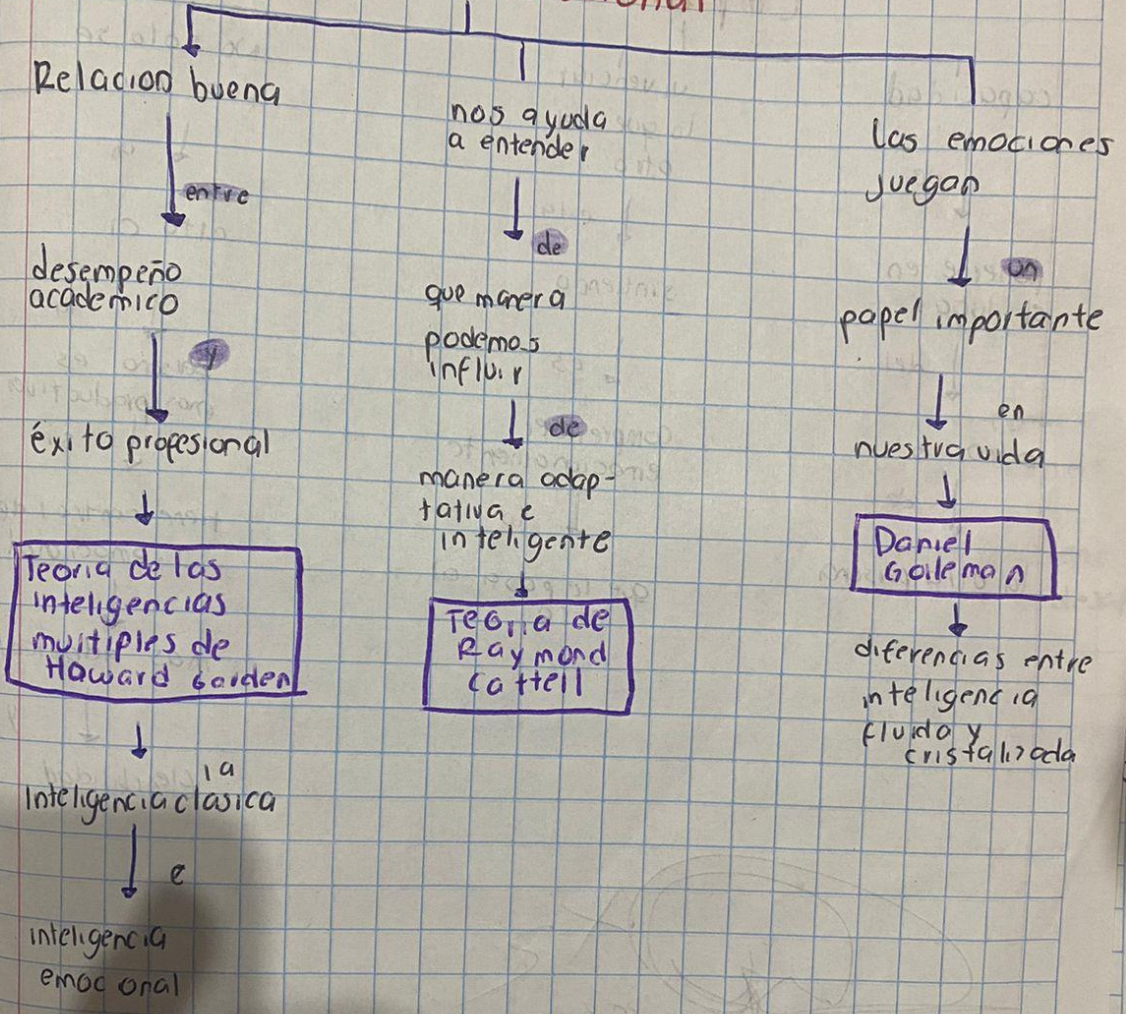 Relacion buena
entre
desempeño
academico
y
éxito profesional
Teoria de las
inteligencias
multiples de
Howard Garden
la
Inteligencia clasica
e
inteligencia
emocional
nos ayuda
a entender
de
que manera
podemos
influir
de
manera adap-
tativa e
inteligente
Teoria de
Raymond
Cattell
las emociones
juegan
un
papel importante
en
nuestra vida
Daniel
Goileman
diferencias entre
inteligencia
fluida y
cristalizada